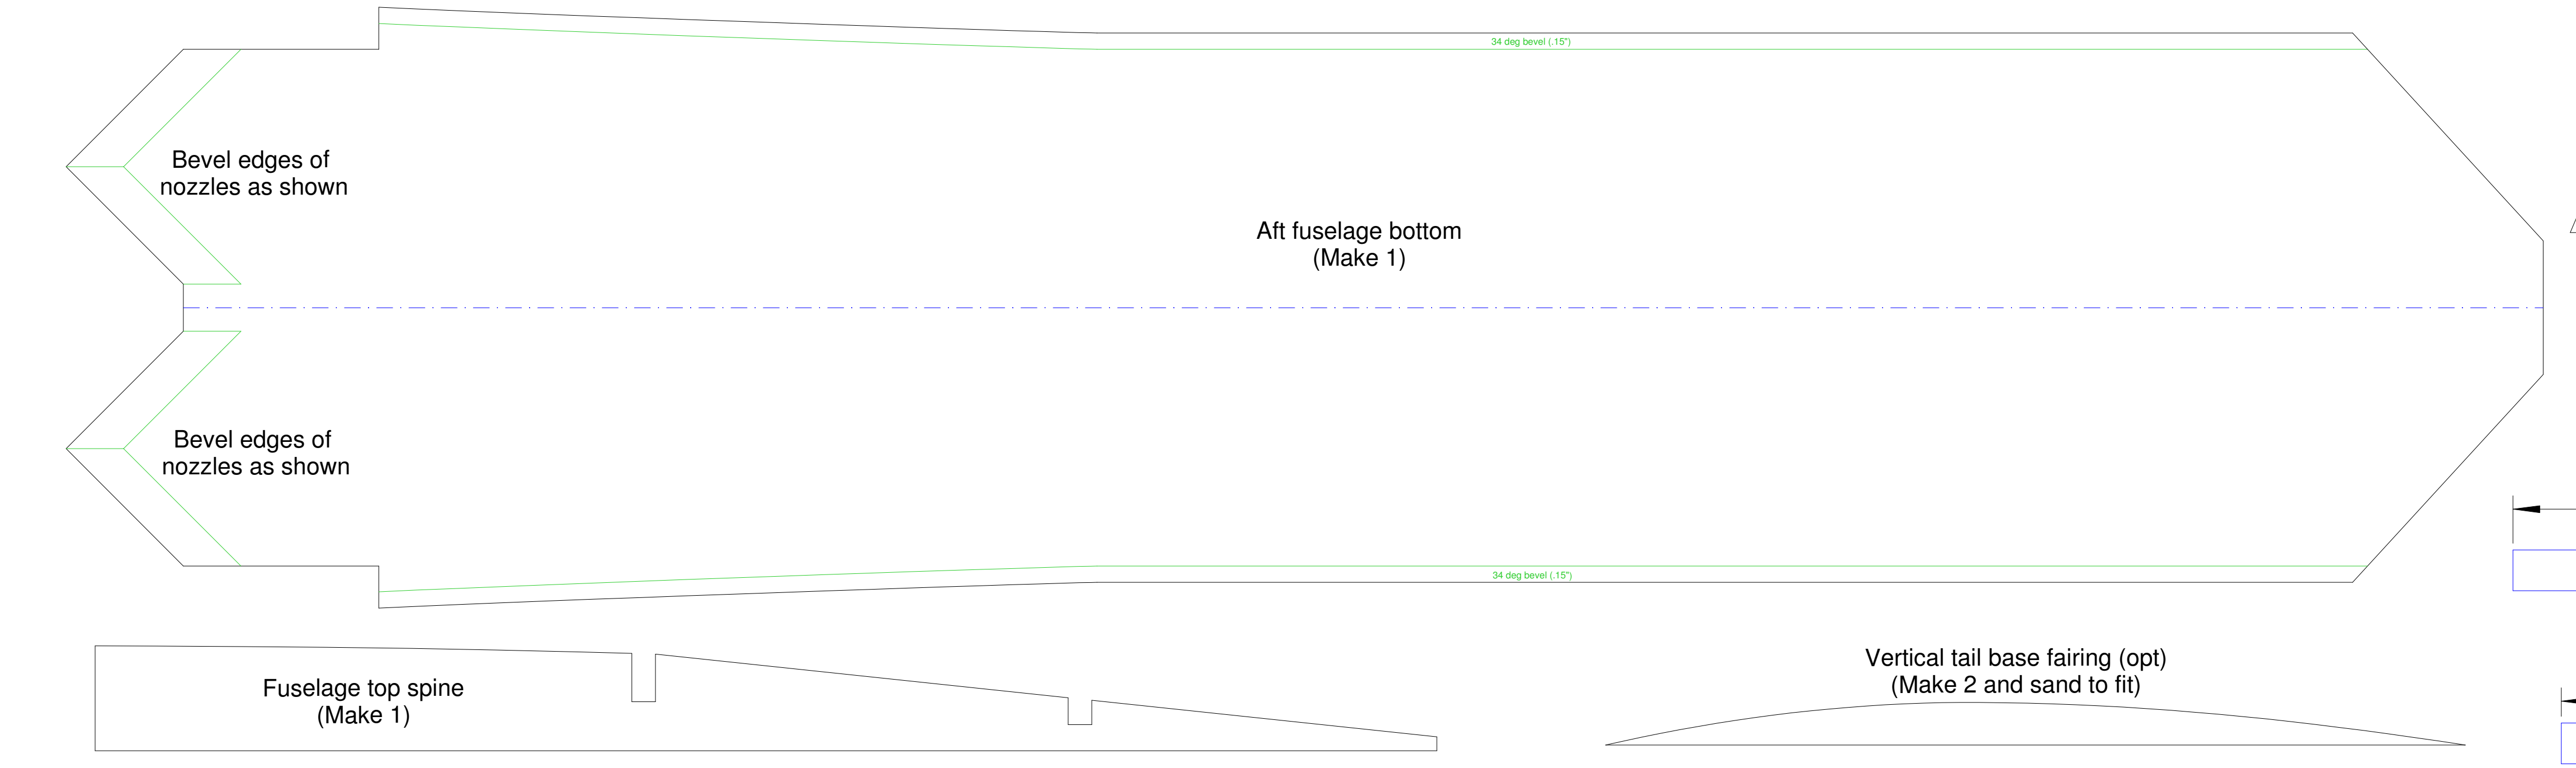 34 deg bevel (.15")
Bevel edges of
nozzles as shown
Aft fuselage bottom
(Make 1)
Bevel edges of
nozzles as shown
34 deg bevel (.15")
Fuselage top spine
(Make 1)
Vertical tail base fairing (opt)
(Make 2 and sand to fit)